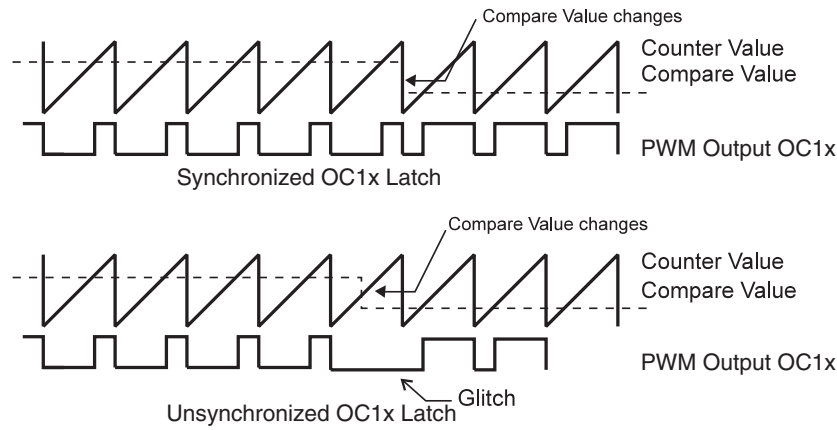 Compare Value changes
Counter Value
Compare Value
PWM Output OC1x
Synchronized OC1x Latch
Compare Value changes
Counter Value
Compare Value
PWM Output OC1x
Glitch
Unsynchronized OC1x Latch